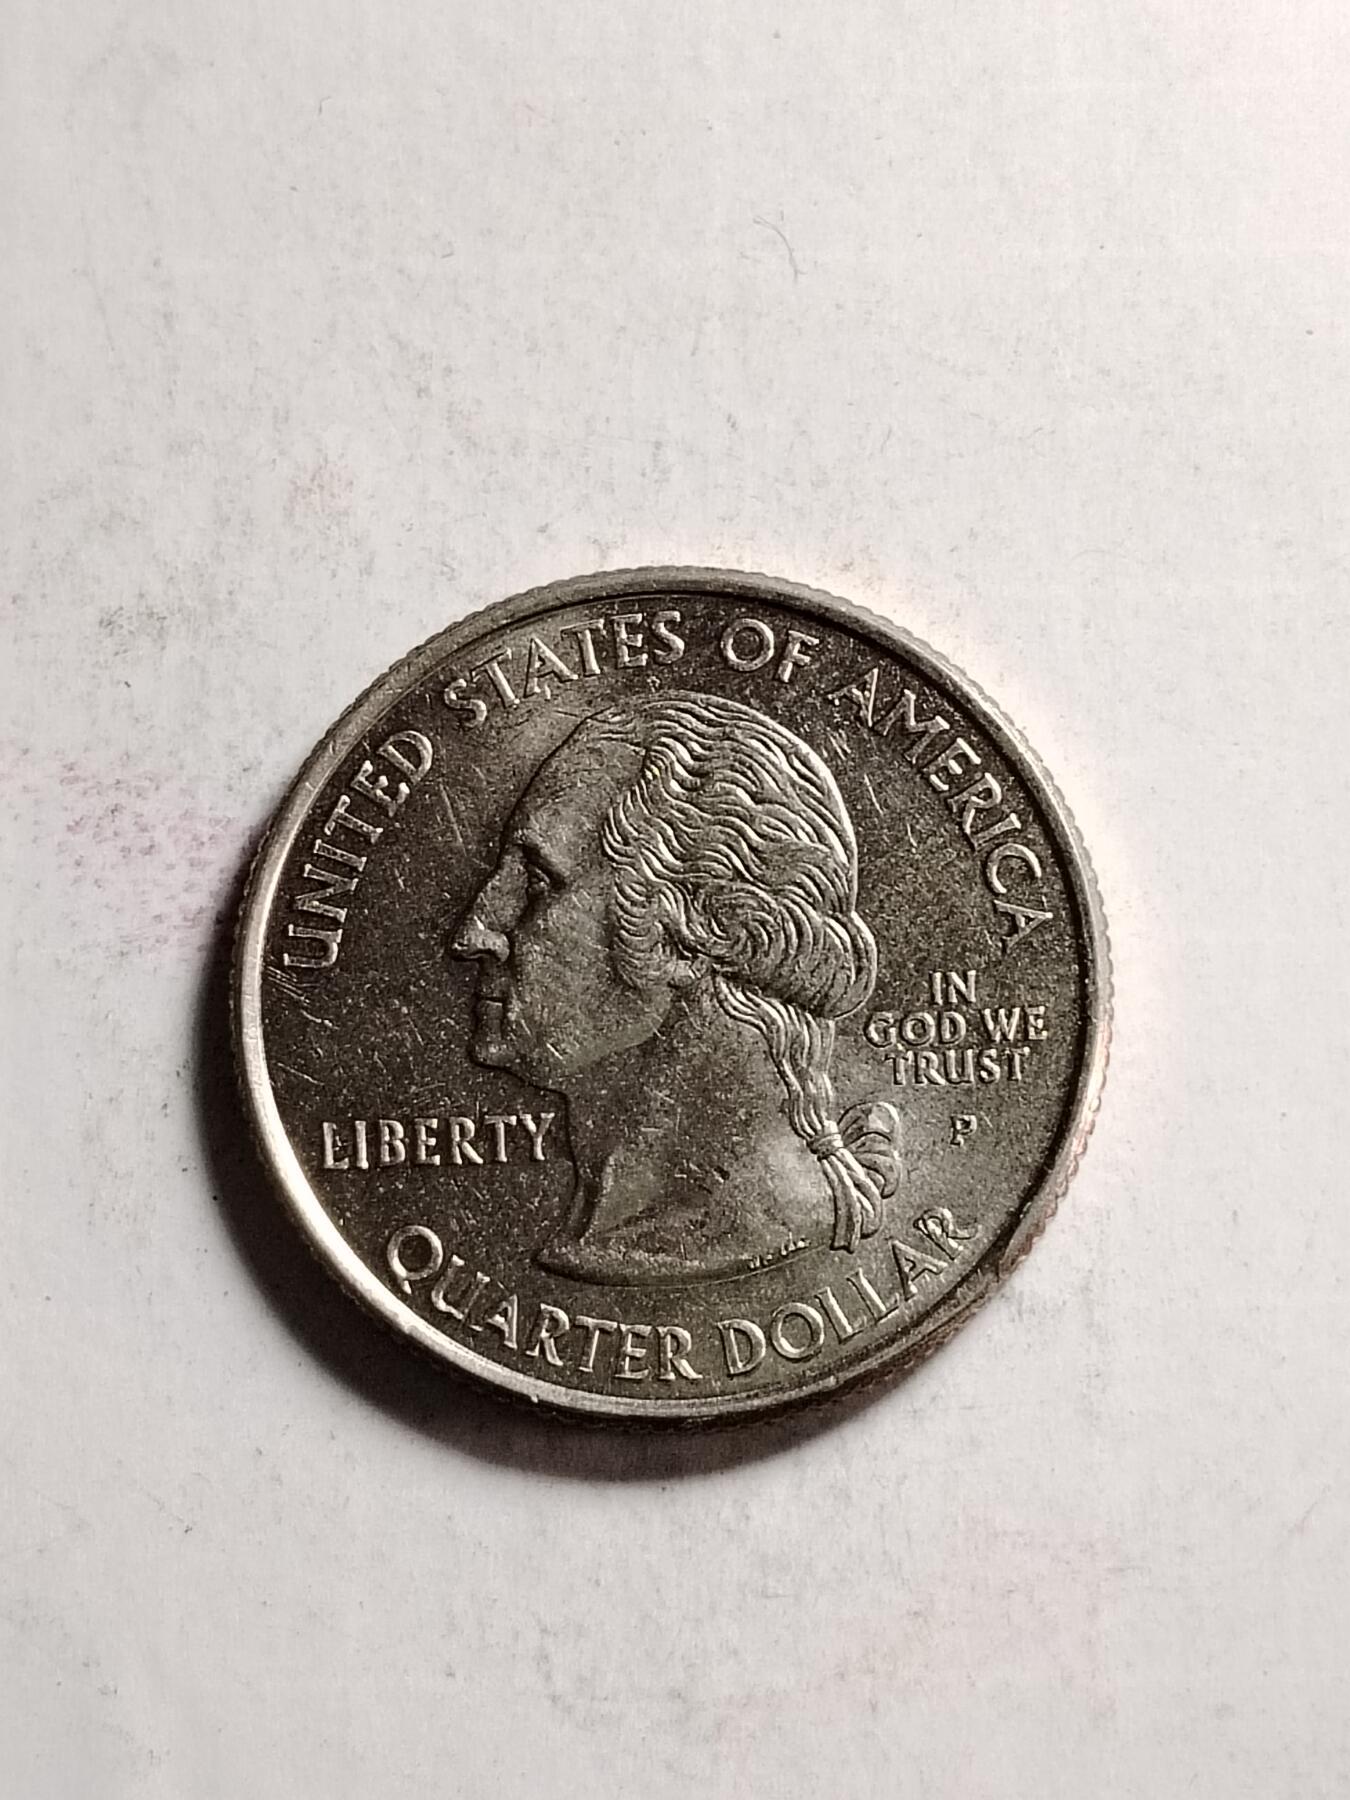 UNITED STATES OF AMERICA
IN
GOD WE
TRUST
P
LIBERTY
QUARTER DOLLAR